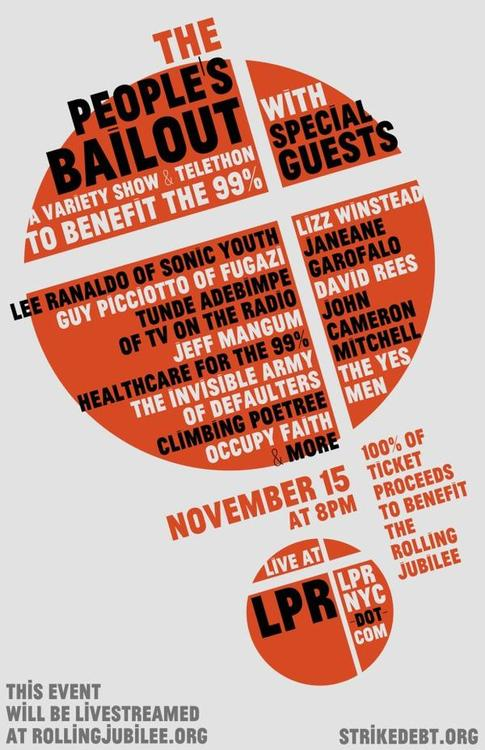 THE
PEOPLE'S
BAILOUT
A VARIETY SHOW & TELETHON
TO BENEFIT THE 99%
WITH
SPECIAL
GUESTS
LEE RANALDO OF SONIC YOUTH
GUY PICCIOTTO OF FUGAZI
TUNDE ADEBIMPE
OF TV ON THE RADIO
JEFF MANGUM
HEALTHCARE FOR THE 99%
THE INVISIBLE ARMY
OF DEFAULTERS
CLIMBING POETREE
OCCUPY FAITH
& MORE
LIZZ WINSTEAD
JANEANE
GAROFALO
DAVID REES
JOHN
CAMERON
MITCHELL
THE YES
MEN
NOVEMBER 15
AT 8PM
100% OF
TICKET
PROCEEDS
TO BENEFIT
THE
ROLLING
JUBILEE
LIVE AT
LPR
LPR
NYC
-DOT-
COM
THIS EVENT
WILL BE LIVESTREAMED
AT ROLLINGJUBILEE.ORG
STRIKEDEBT.ORG